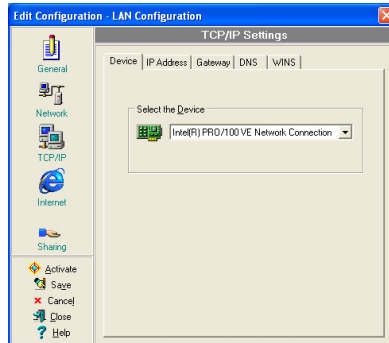 Edit Configuration - LAN Configuration
TCP/IP Settings
General
Network
TCP/IP
Internet
Sharing
Activate
Save
Cancel
Close
Help
Device
IP Address
Gateway
DNS
WINS
Select the Device
Intel(R) PRO/100 VE Network Connection